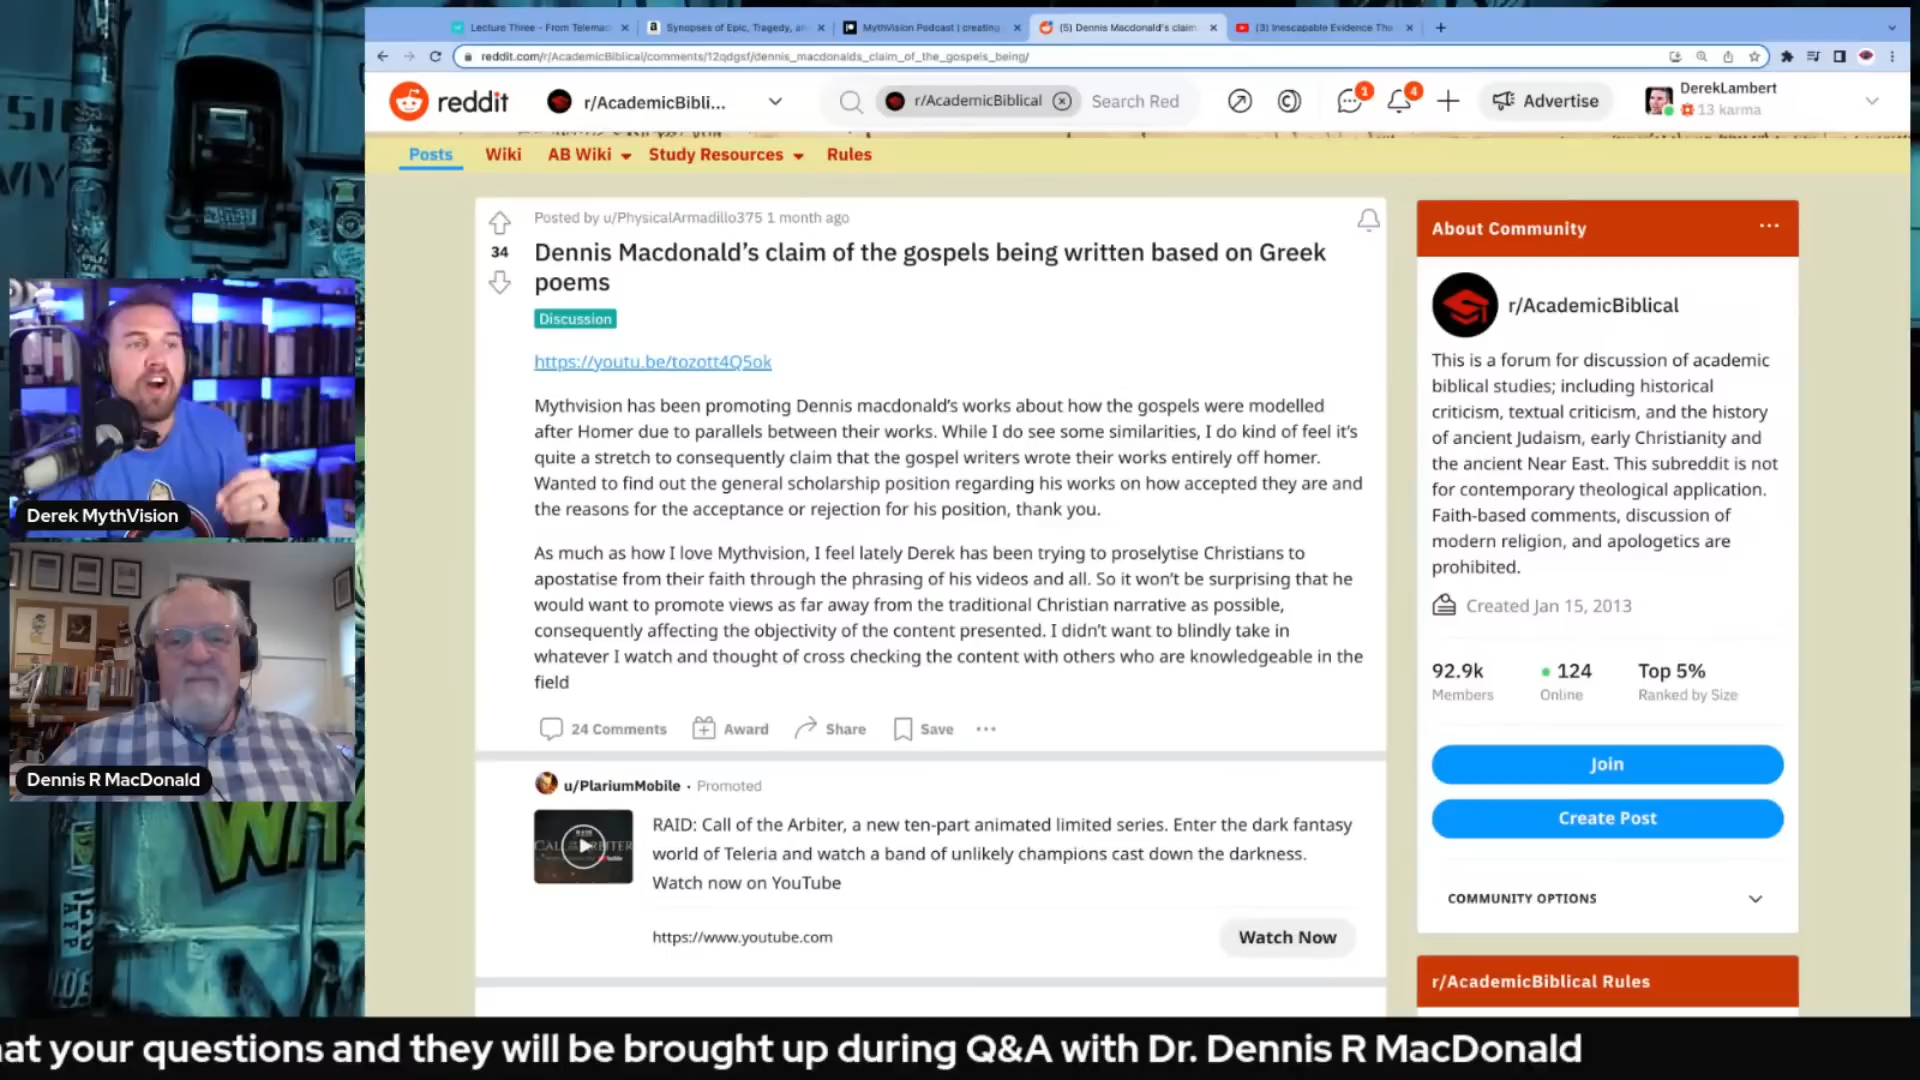 Lecture Three - From Telemac
Synopses of Epic, Tragedy, an
MythVision Podcast | creating
(5) Dennis Macdonald's claim
(3) Inescapable Evidence Tha
reddit.com/r/AcademicBiblical/comments/12qdgsf/dennis_macdonalds_claim_of_the_gospels_being/
reddit
r/AcademicBibli...
r/AcademicBiblical
Search Red
1
4
Advertise
DerekLambert
13 karma
Posts
Wiki
AB Wiki
Study Resources
Rules
Posted by u/PhysicalArmadillo375 1 month ago
34
Dennis Macdonald's claim of the gospels being written based on Greek
poems
Discussion
https://youtu.be/tozott4Q5ok
Mythvision has been promoting Dennis macdonald's works about how the gospels were modelled
after Homer due to parallels between their works. While I do see some similarities, I do kind of feel it's
quite a stretch to consequently claim that the gospel writers wrote their works entirely off homer.
Wanted to find out the general scholarship position regarding his works on how accepted they are and
the reasons for the acceptance or rejection for his position, thank you.
As much as how I love Mythvision, I feel lately Derek has been trying to proselytise Christians to
apostatise from their faith through the phrasing of his videos and all. So it won't be surprising that he
would want to promote views as far away from the traditional Christian narrative as possible,
consequently affecting the objectivity of the content presented. I didn't want to blindly take in
whatever I watch and thought of cross checking the content with others who are knowledgeable in the
field
24 Comments
Award
Share
Save
u/PlariumMobile · Promoted
RAID: Call of the Arbiter, a new ten-part animated limited series. Enter the dark fantasy
world of Teleria and watch a band of unlikely champions cast down the darkness.
Watch now on YouTube
https://www.youtube.com
Watch Now
About Community
r/AcademicBiblical
This is a forum for discussion of academic
biblical studies; including historical
criticism, textual criticism, and the history
of ancient Judaism, early Christianity and
the ancient Near East. This subreddit is not
for contemporary theological application.
Faith-based comments, discussion of
modern religion, and apologetics are
prohibited.
Created Jan 15, 2013
92.9k
Members
124
Online
Top 5%
Ranked by Size
Join
Create Post
COMMUNITY OPTIONS
r/AcademicBiblical Rules
Derek MythVision
Dennis R MacDonald
at your questions and they will be brought up during Q&A with Dr. Dennis R MacDonald